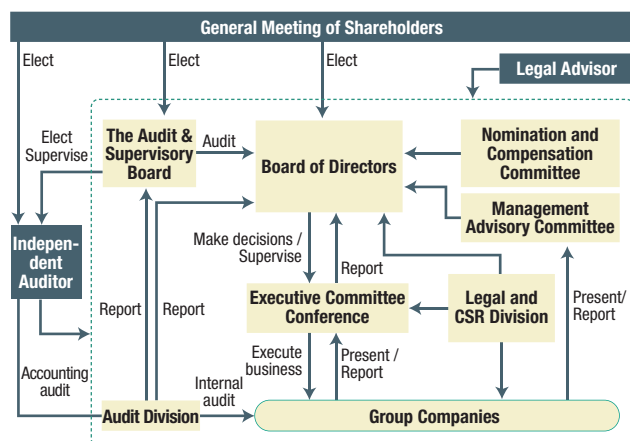 General Meeting of Shareholders
Elect
Elect
Elect
Legal Advisor
Elect
Supervise
The Audit &
Supervisory
Board
Audit
Board of Directors
Nomination and
Compensation
Committee
Management
Advisory Committee
Indepen-
dent
Auditor
Make decisions /
Supervise
Report
Report
Report
Executive Committee
Conference
Legal and
CSR Division
Present/
Report
Accounting
audit
Execute
business
Present /
Report
Internal
audit
Audit Division
Group Companies